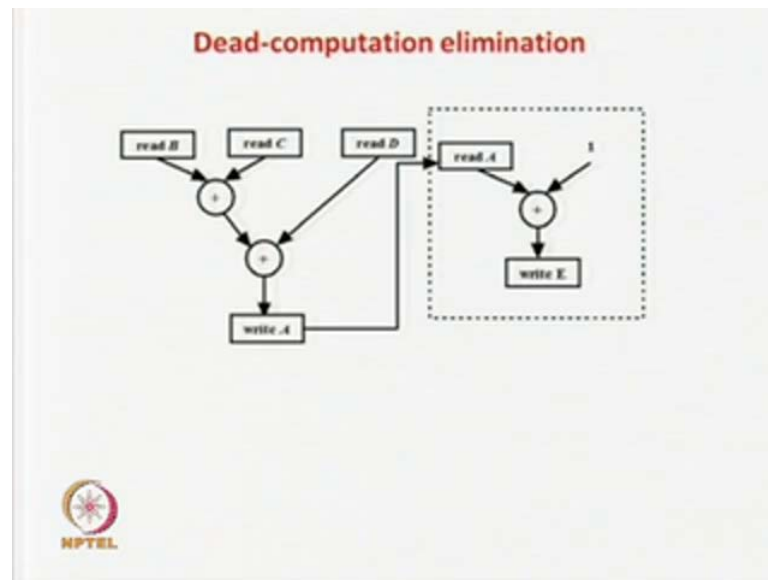 Dead-computation elimination
read B
read C
read D
read A
1
+
+
+
write E
write A
NPTEL